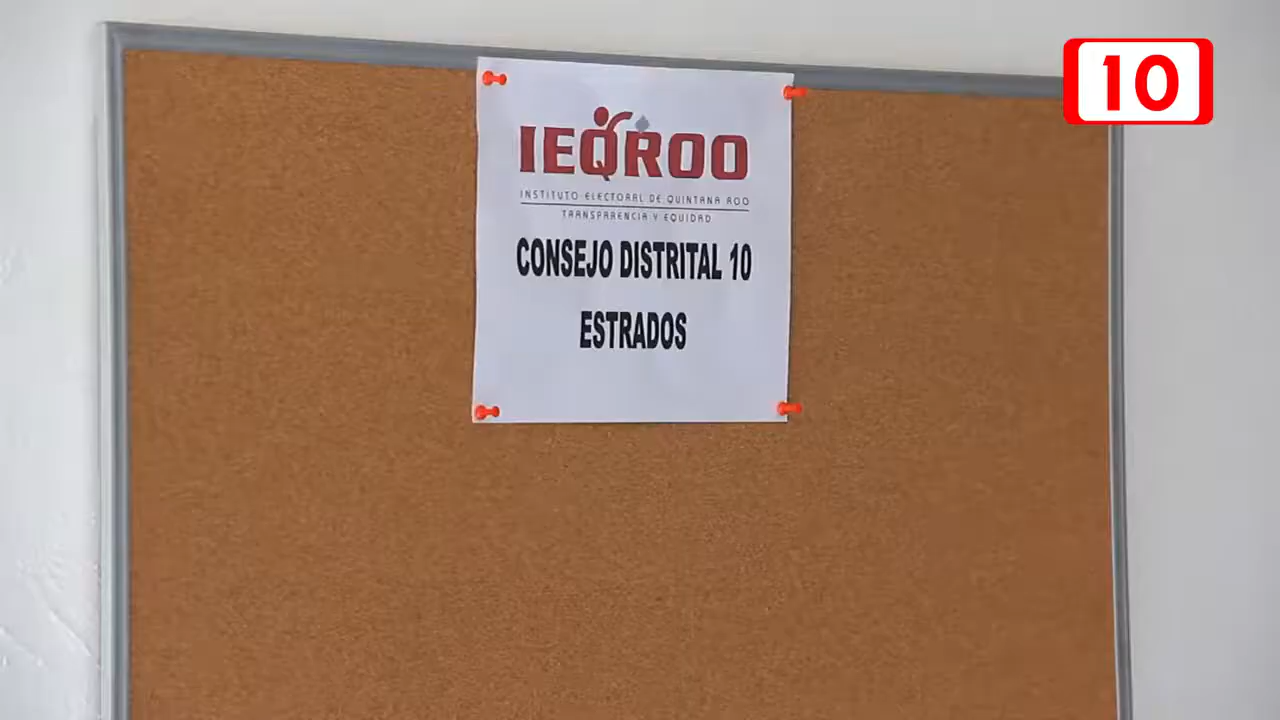 10
IEQROO
INSTITUTO ELECTORAL DE QUINTANA ROO
TRANSPARENCIA Y EQUIDAD
CONSEJO DISTRITAL 10
ESTRADOS